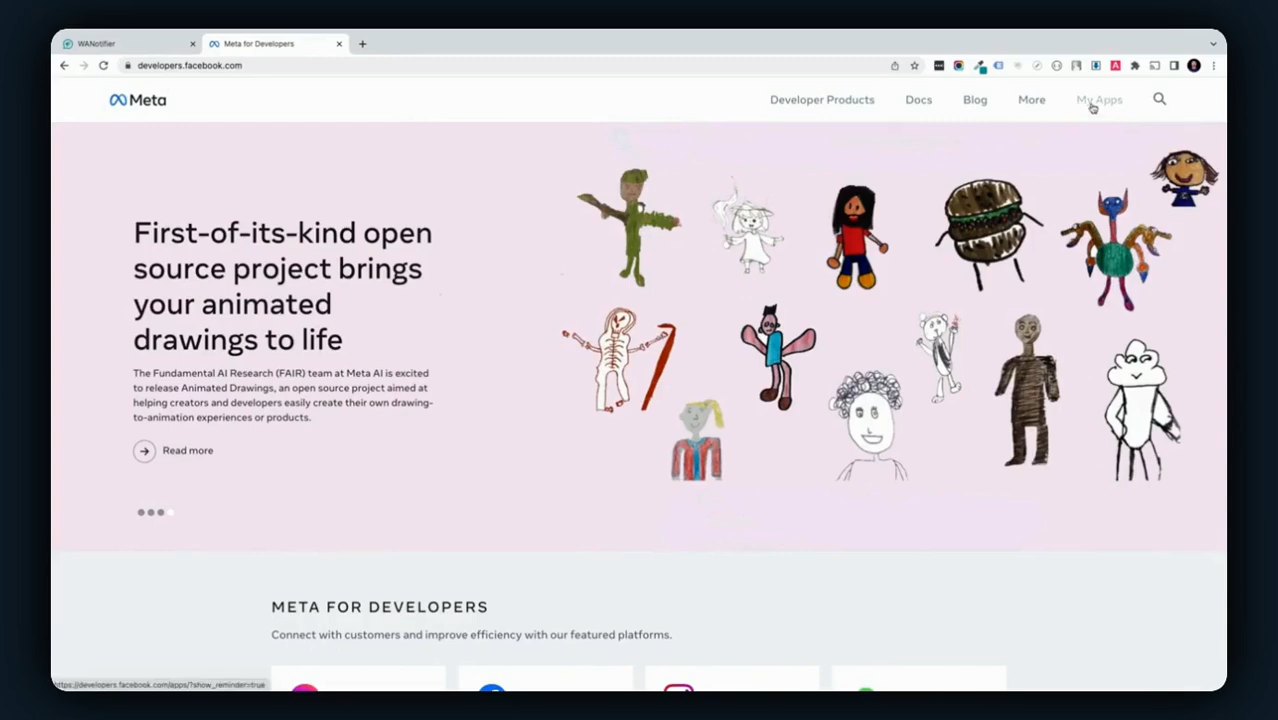 WANotifier
Meta for Developers
developers.facebook.com
Meta
Developer Products
Docs
Blog
More
My Apps
First-of-its-kind open
source project brings
your animated
drawings to life
The Fundamental AI Research (FAIR) team at Meta AI is excited
to release Animated Drawings, an open source project aimed at
helping creators and developers easily create their own drawing-
to-animation experiences or products.
Read more
META FOR DEVELOPERS
Connect with customers and improve efficiency with our featured platforms.
https://developers.facebook.com/apps/?show_reminder=true